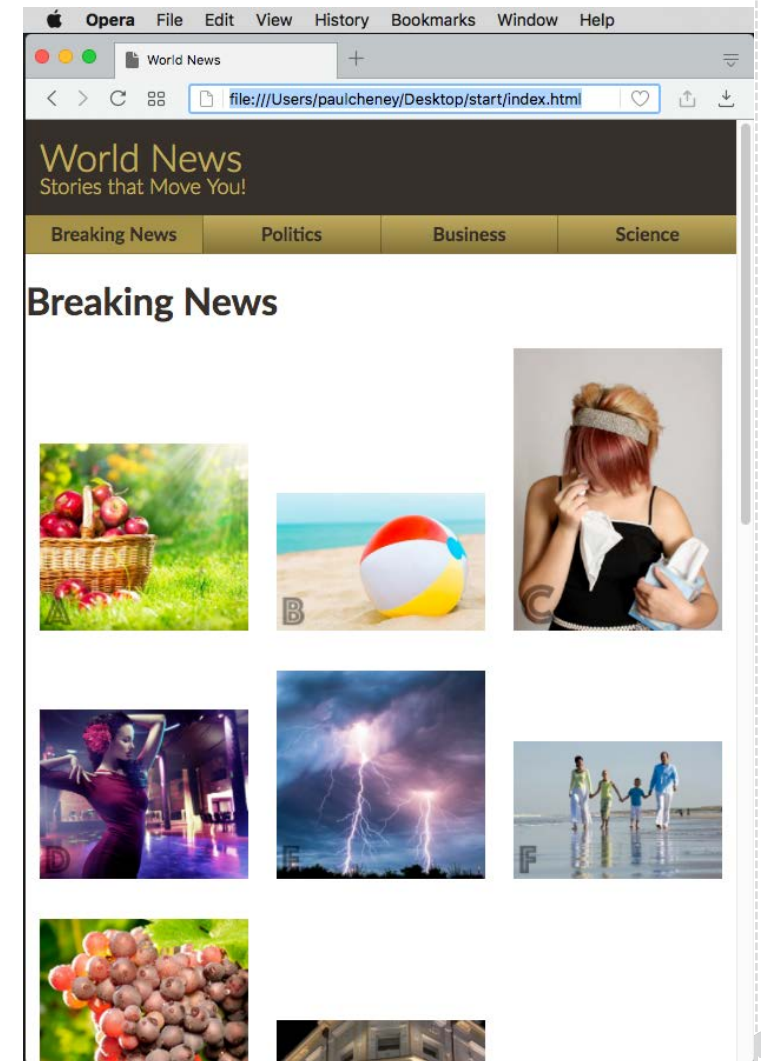 Opera File Edit View History Bookmarks Window Help
World News
file:///Users/paulcheney/Desktop/start/index.html
World News
Stories that Move You!
Breaking News Politics Business Science
Breaking News
A B C
D E F